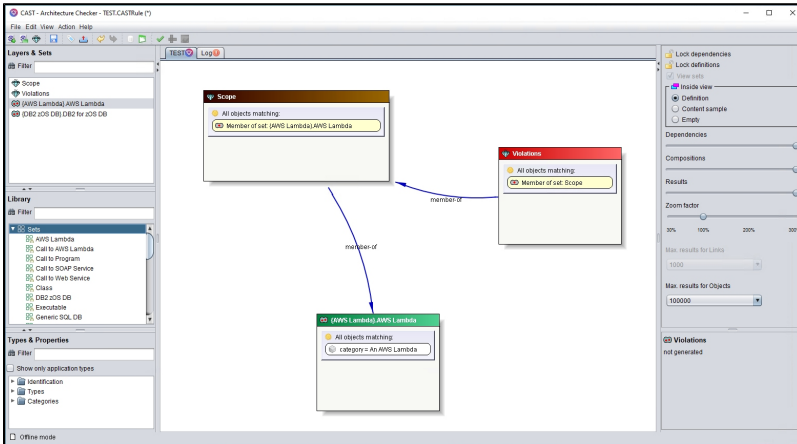 CAST - Architecture Checker - TEST.CASTRule (*)
File Edit View Action Help
Layers & Sets
Filter
Scope
Violations
{AWS Lambda}.AWS Lambda
{DB2 zOS DB}.DB2 for zOS DB
Library
Filter
Sets
AWS Lambda
Call to AWS Lambda
Call to Program
Call to SOAP Service
Call to Web Service
Class
DB2 zOS DB
Executable
Generic SQL DB
Types & Properties
Filter
Show only application types
Identification
Types
Categories
Offline mode
TEST
Log
Scope
All objects matching:
Member of set: {AWS Lambda}.AWS Lambda
Violations
All objects matching:
Member of set: Scope
member-of
member-of
{AWS Lambda}.AWS Lambda
All objects matching:
category = An AWS Lambda
Lock dependencies
Lock definitions
View sets
Inside view
Definition
Content sample
Empty
Dependencies
Compositions
Results
Zoom factor
30% 100% 200% 300%
Max. results for Links
1000
Max. results for Objects
100000
Violations
not generated